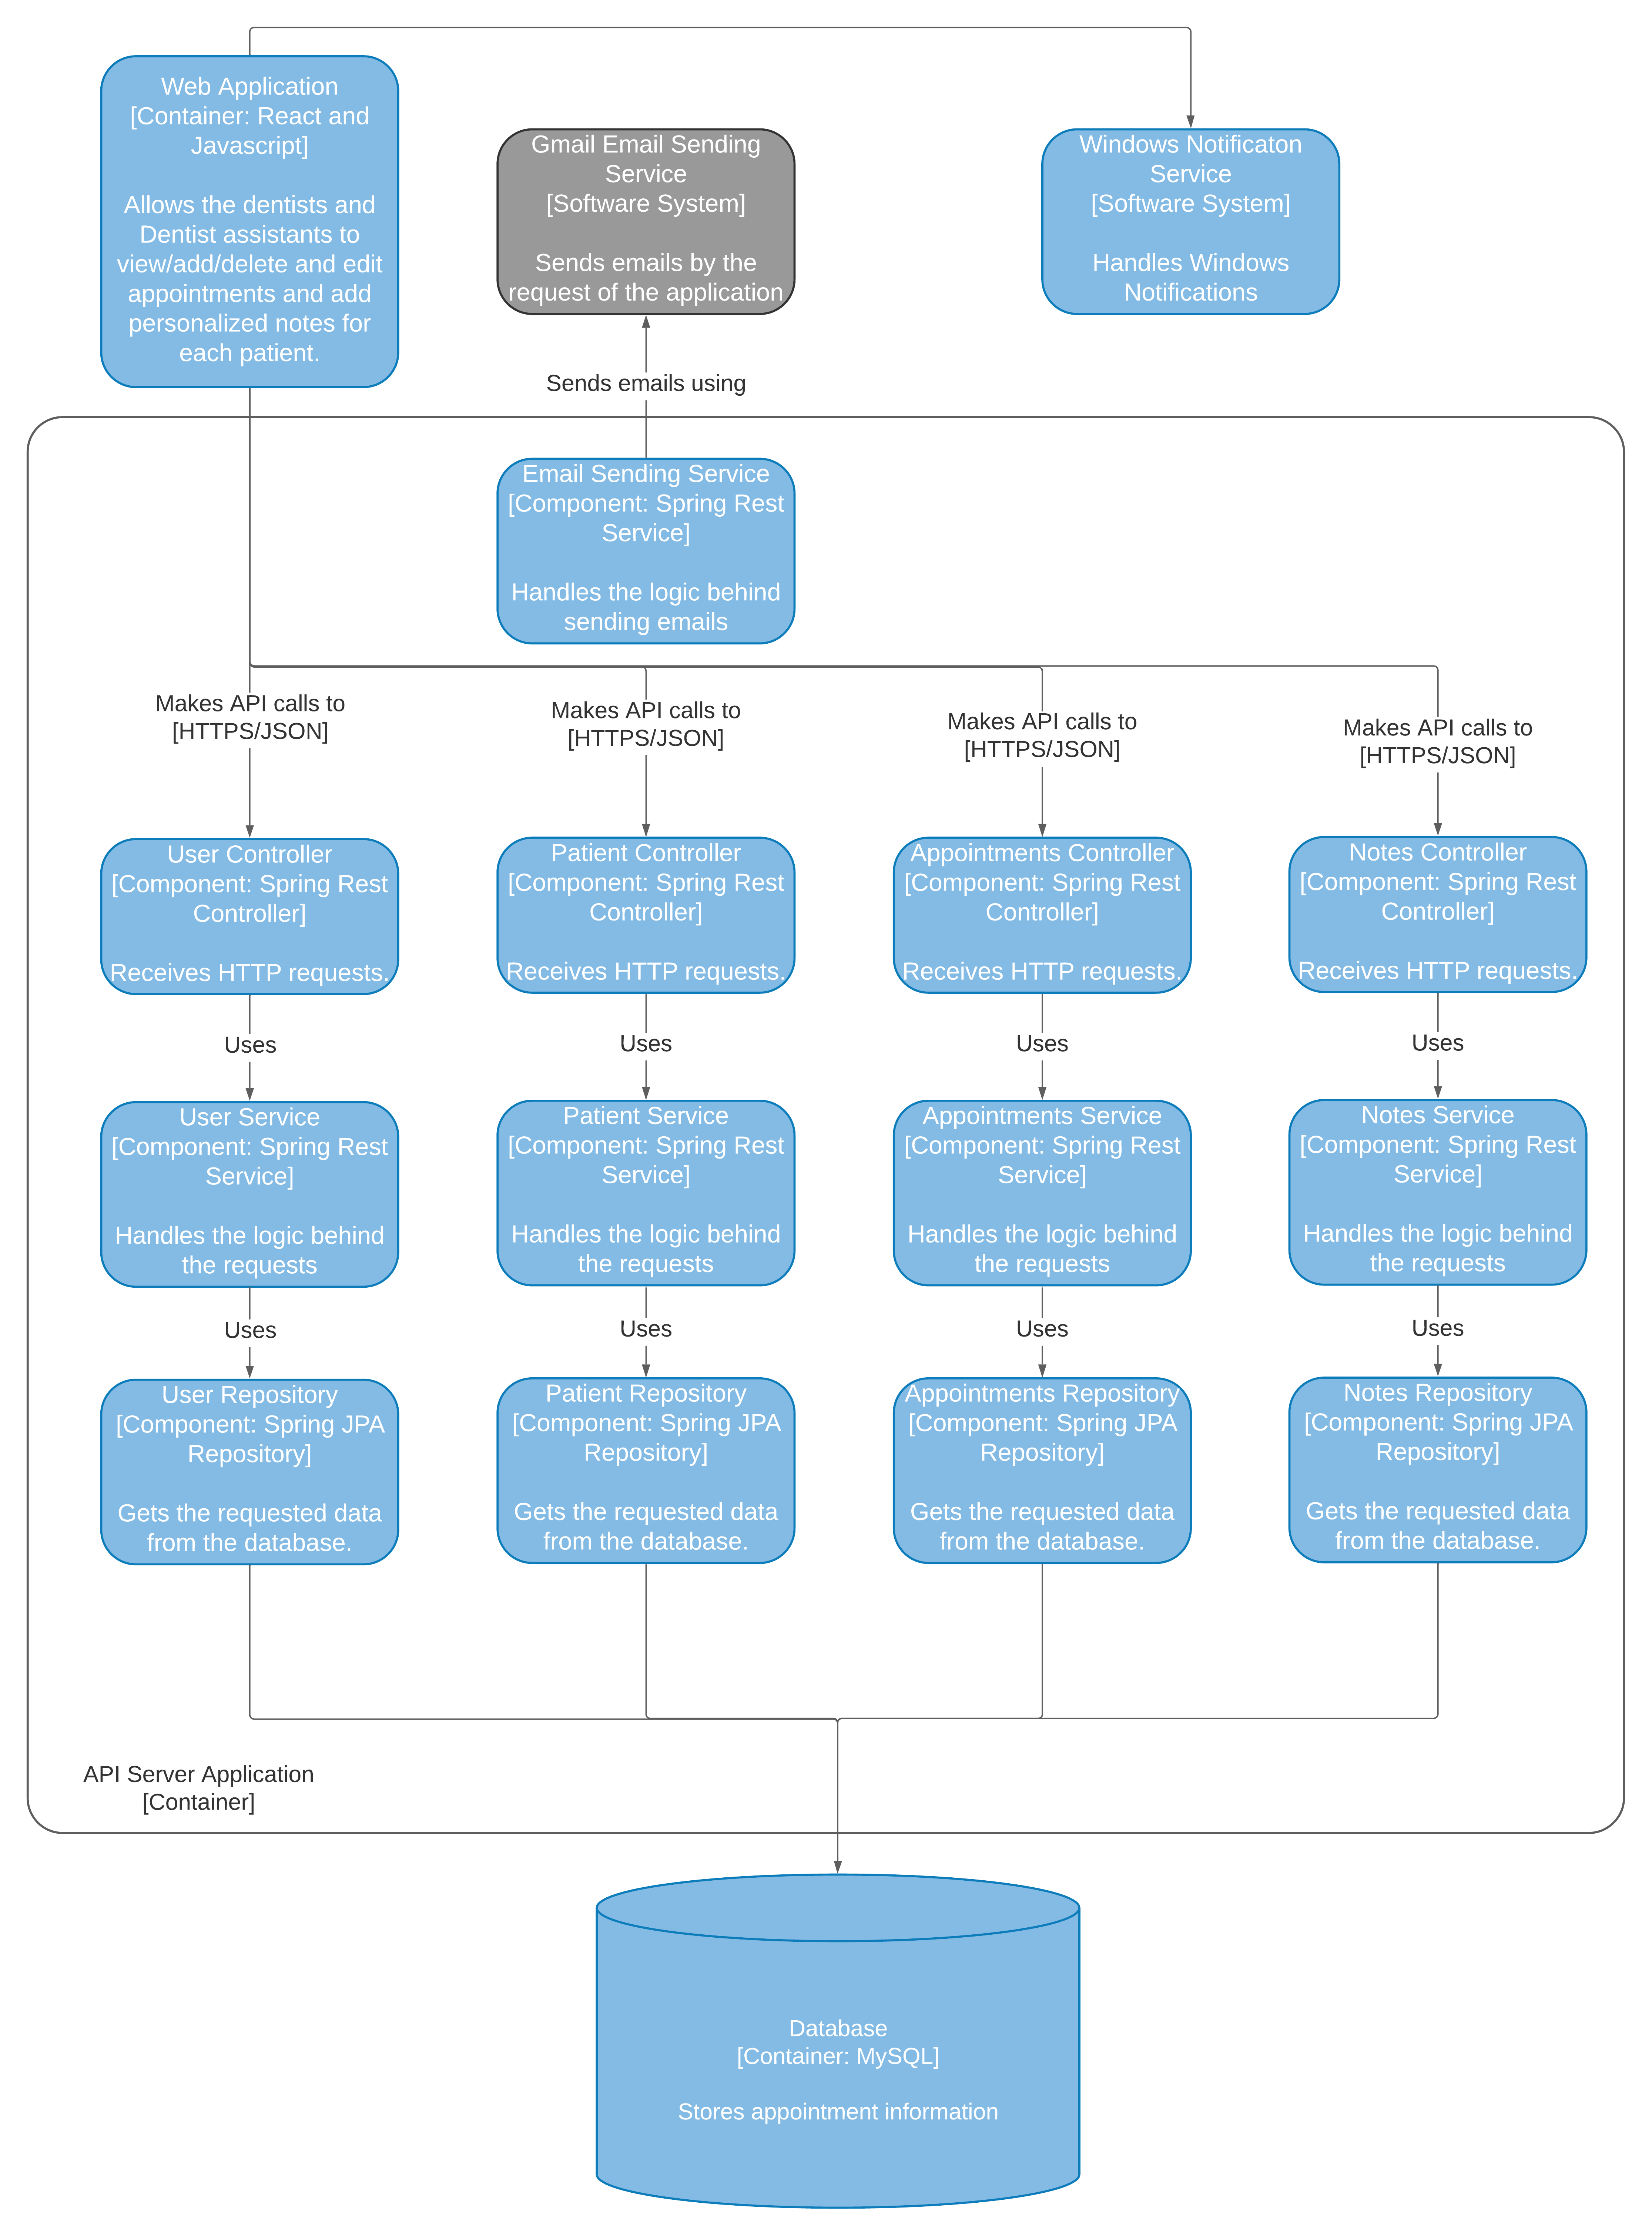 Web Application
[Container: React and
Javascript]
Allows the dentists and
Dentist assistants to
view/add/delete and edit
appointments and add
personalized notes for
each patient.
Gmail Email Sending
Service
[Software System]
Sends emails by the
request of the application
Windows Notificaton
Service
[Software System]
Handles Windows
Notifications
Sends emails using
Email Sending Service
[Component: Spring Rest
Service]
Handles the logic behind
sending emails
Makes API calls to
[HTTPS/JSON]
Makes API calls to
[HTTPS/JSON]
Makes API calls to
[HTTPS/JSON]
Makes API calls to
[HTTPS/JSON]
User Controller
[Component: Spring Rest
Controller]
Receives HTTP requests.
Patient Controller
[Component: Spring Rest
Controller]
Receives HTTP requests.
Appointments Controller
[Component: Spring Rest
Controller]
Receives HTTP requests.
Notes Controller
[Component: Spring Rest
Controller]
Receives HTTP requests.
Uses
Uses
Uses
Uses
User Service
[Component: Spring Rest
Service]
Handles the logic behind
the requests
Patient Service
[Component: Spring Rest
Service]
Handles the logic behind
the requests
Appointments Service
[Component: Spring Rest
Service]
Handles the logic behind
the requests
Notes Service
[Component: Spring Rest
Service]
Handles the logic behind
the requests
Uses
Uses
Uses
Uses
User Repository
[Component: Spring JPA
Repository]
Gets the requested data
from the database.
Patient Repository
[Component: Spring JPA
Repository]
Gets the requested data
from the database.
Appointments Repository
[Component: Spring JPA
Repository]
Gets the requested data
from the database.
Notes Repository
[Component: Spring JPA
Repository]
Gets the requested data
from the database.
API Server Application
[Container]
Database
[Container: MySQL]
Stores appointment information